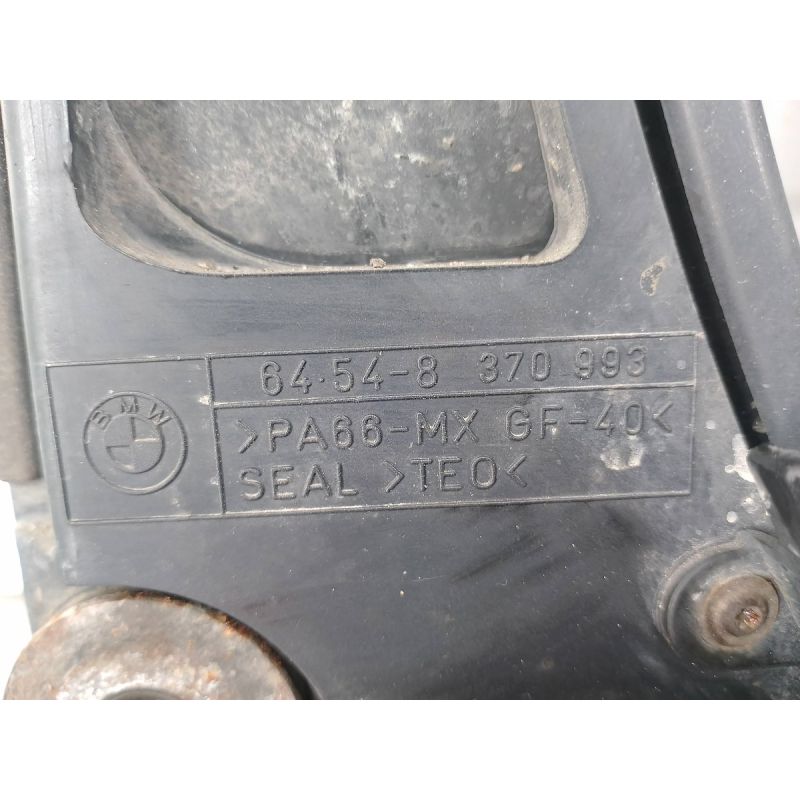 BMW
64.54-8 370 993
>PA66-MX GF-40<
SEAL >TEO<